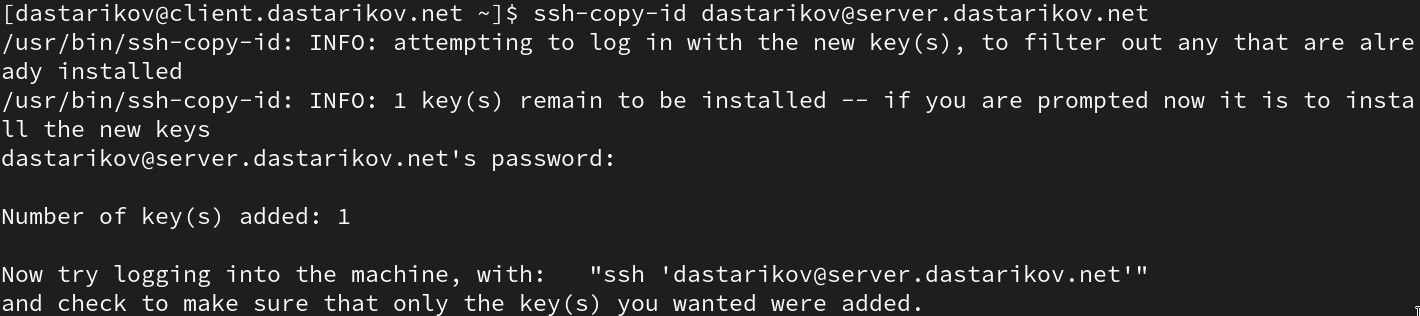 [dastarikov@client.dastarikov.net ~]$ ssh-copy-id dastarikov@server.dastarikov.net
/usr/bin/ssh-copy-id: INFO: attempting to log in with the new key(s), to filter out any that are alre
ady installed
/usr/bin/ssh-copy-id: INFO: 1 key(s) remain to be installed -- if you are prompted now it is to insta
ll the new keys
dastarikov@server.dastarikov.net's password:
Number of key(s) added: 1
Now try logging into the machine, with:   "ssh 'dastarikov@server.dastarikov.net'"
and check to make sure that only the key(s) you wanted were added.